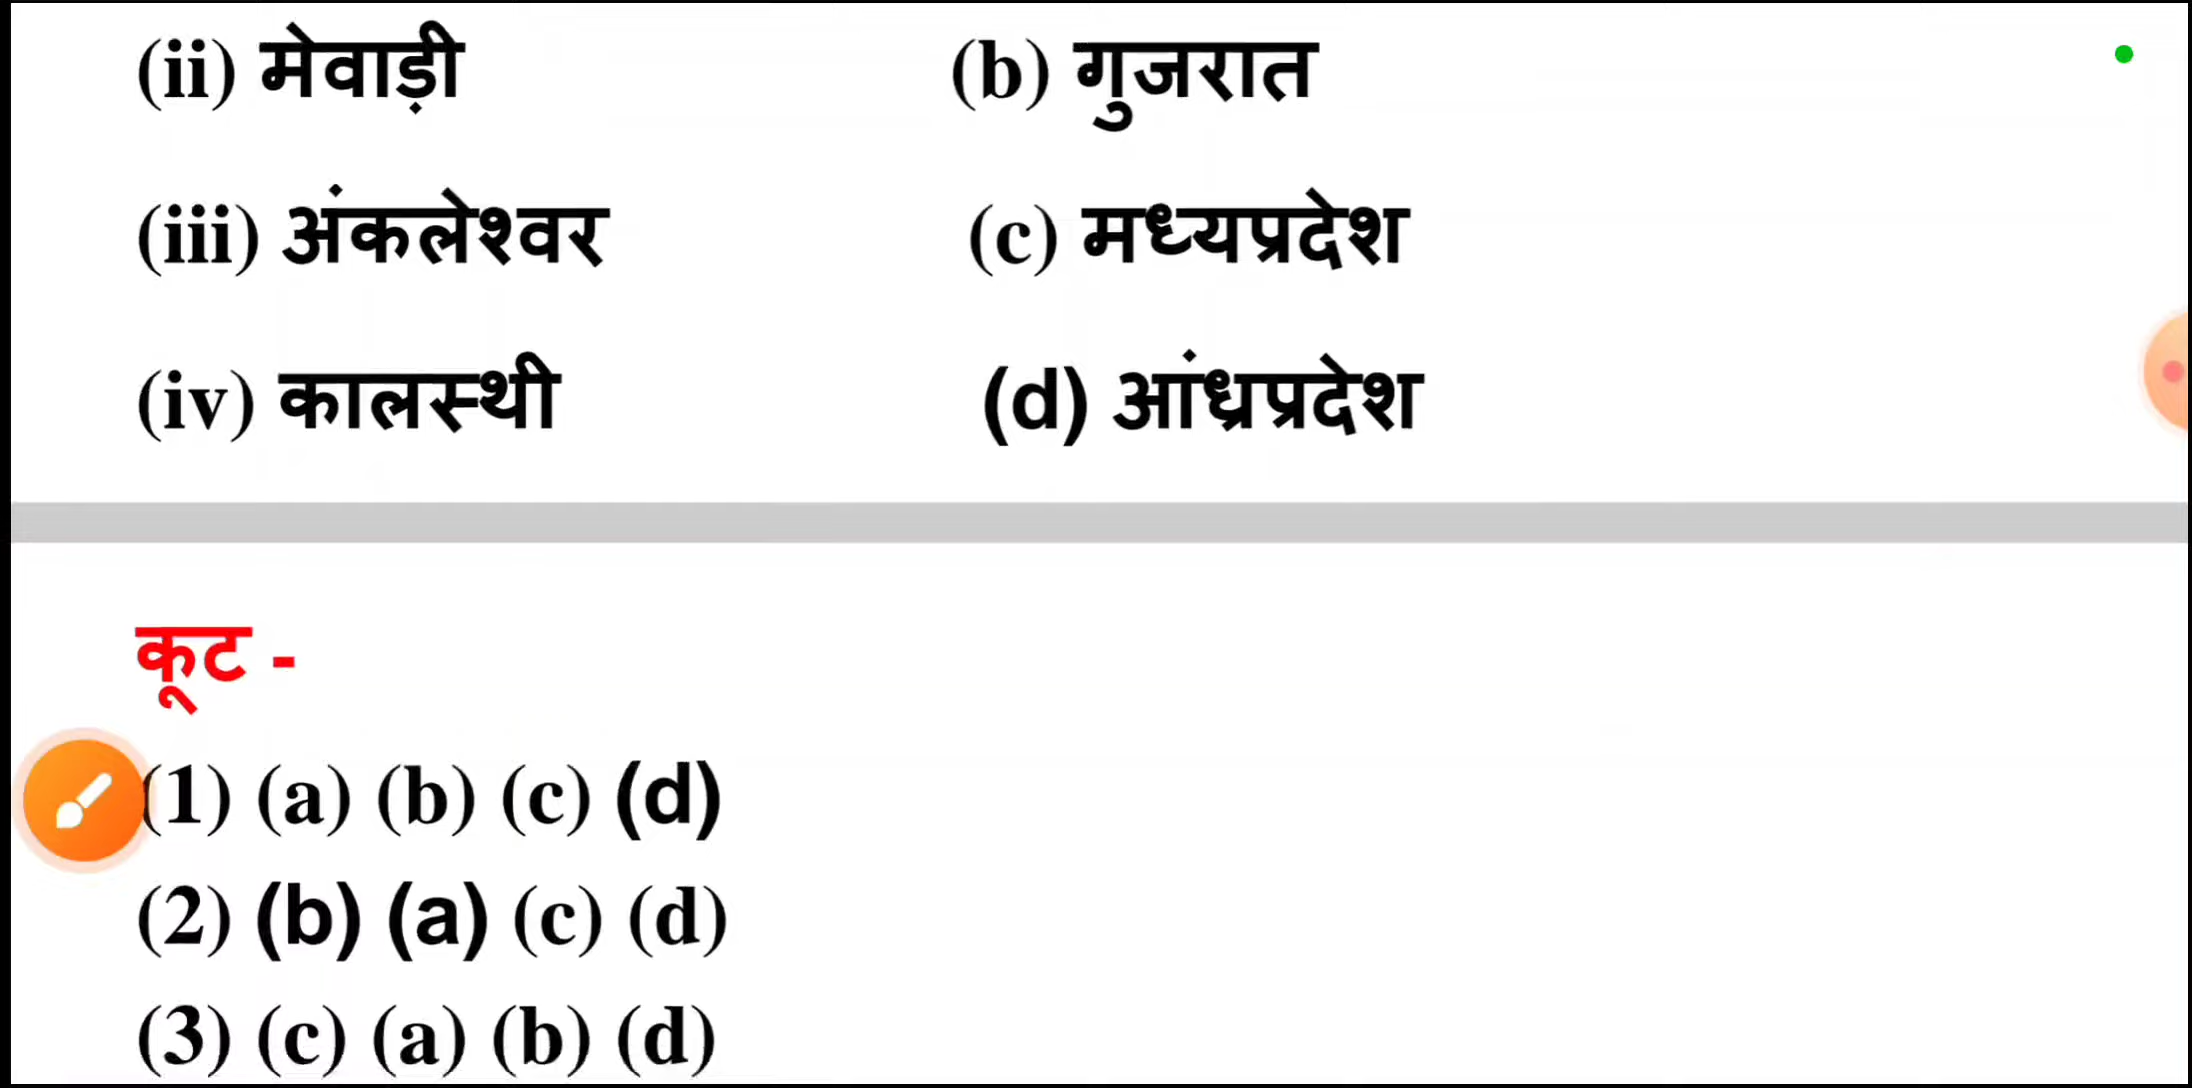 (ii) मेवाड़ी (b) गुजरात
(iii) अंकलेश्वर (c) मध्यप्रदेश
(iv) कालस्थी (d) आंध्रप्रदेश
कूट -
(1) (a) (b) (c) (d)
(2) (b) (a) (c) (d)
(3) (c) (a) (b) (d)